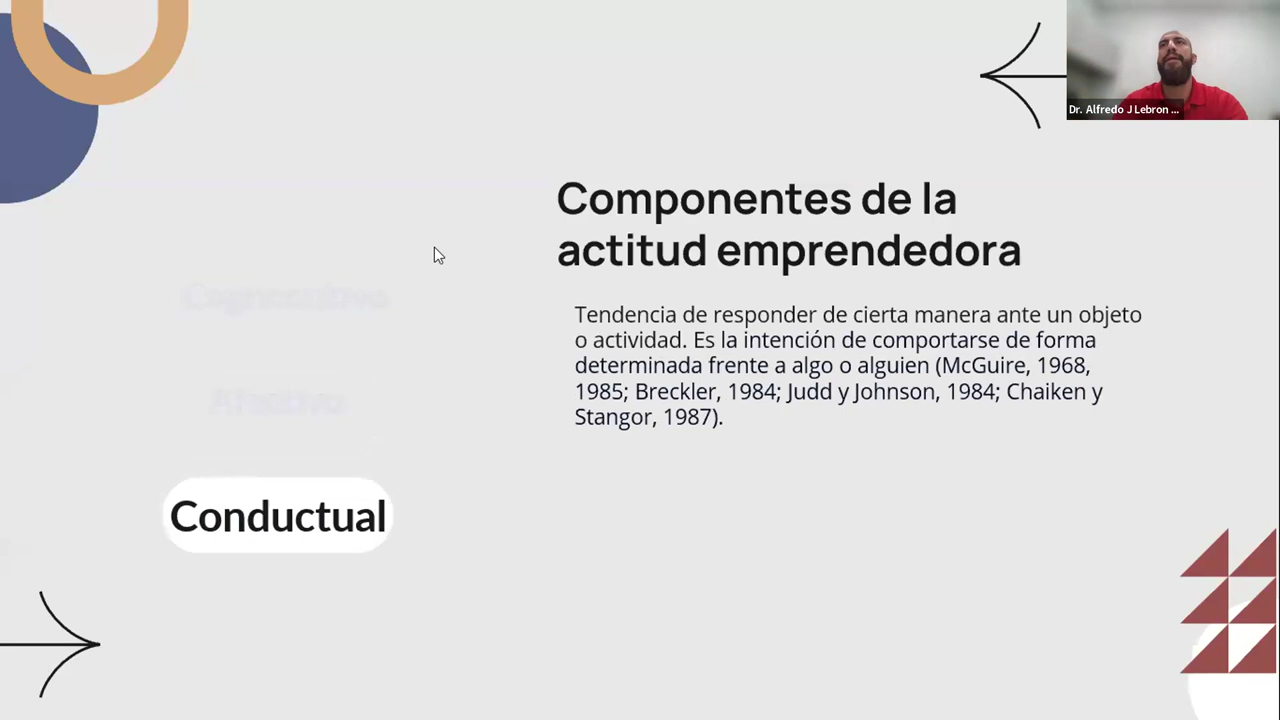 Dr. Alfredo J Lebron ...
Componentes de la
actitud emprendedora
Tendencia de responder de cierta manera ante un objeto
o actividad. Es la intención de comportarse de forma
determinada frente a algo o alguien (McGuire, 1968,
1985; Breckler, 1984; Judd y Johnson, 1984; Chaiken y
Stangor, 1987).
Afectivo
Conductual